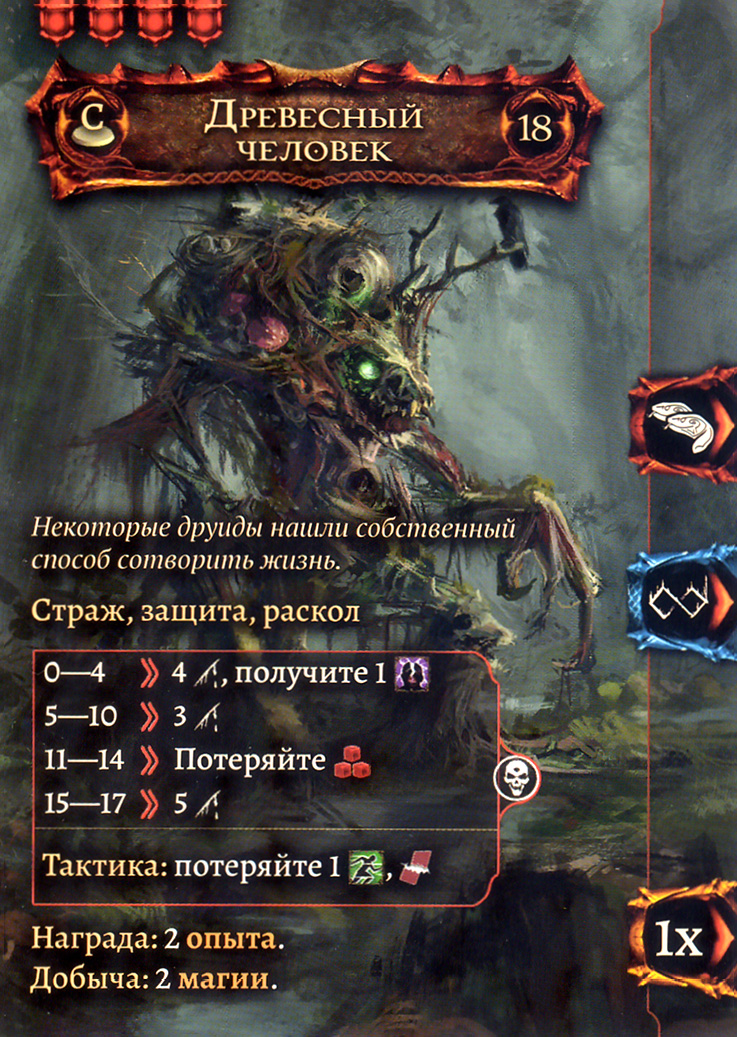 С
Древесный
человек
18
Некоторые друиды нашли собственный
способ сотворить жизнь.
Страж, защита, раскол
0—4 4, получите 1
5—10 3
11—14 Потеряйте
15—17 5
Тактика: потеряйте 1,
1x
Награда: 2 опыта.
Добыча: 2 магии.